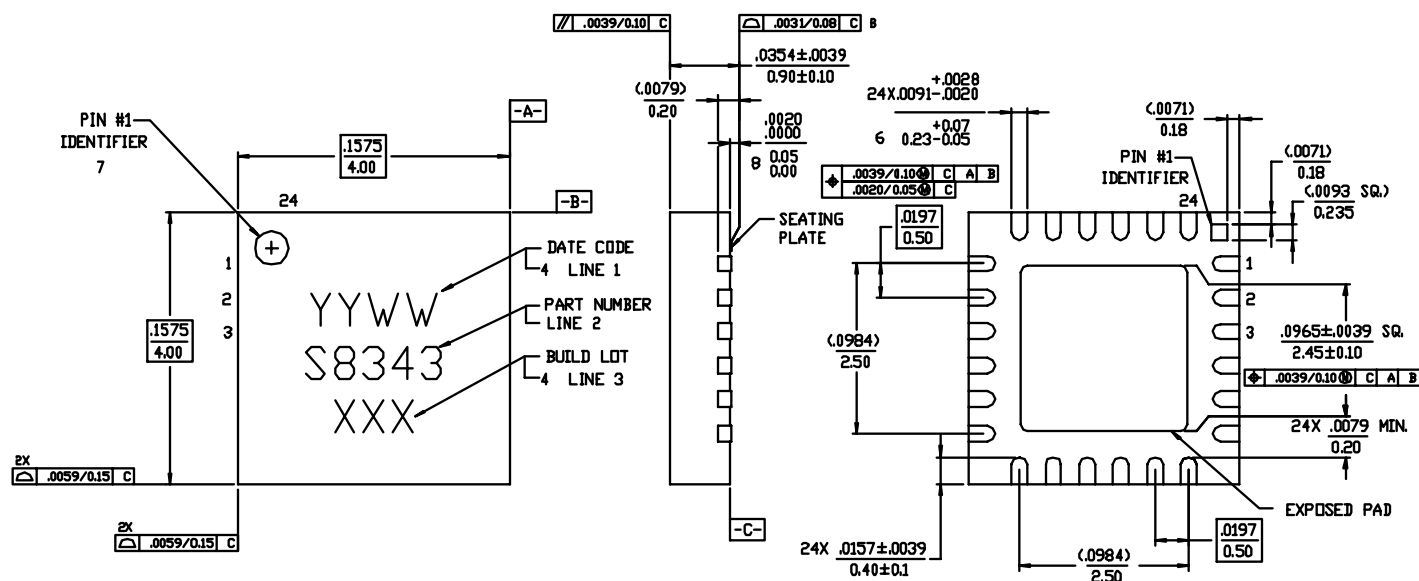 // .0039/0.10 C
⌓ .0031/0.08 C B
.0354±.0039
0.90±0.10
(.0079)
0.20
.0020
.0000
8 0.05
0.00
+.0028
24X.0091-.0020
+0.07
6 0.23-0.05
⌖ .0039/0.10Ⓜ C A B
.0020/0.05Ⓜ C
(.0071)
0.18
(.0071)
0.18
(.0093 SQ.)
0.235
PIN #1
IDENTIFIER
7
.1575
4.00
-A-
-B-
24
1
2
3
.1575
4.00
YYWW
S8343
XXX
DATE CODE
4 LINE 1
PART NUMBER
LINE 2
BUILD LOT
4 LINE 3
2X
⌓ .0059/0.15 C
2X
⌓ .0059/0.15 C
SEATING
PLATE
-C-
.0197
0.50
(.0984)
2.50
PIN #1
IDENTIFIER
24
1
2
3
.0965±.0039 SQ.
2.45±0.10
⌖ .0039/0.10Ⓜ C A B
24X .0079 MIN.
0.20
EXPOSED PAD
24X .0157±.0039
0.40±0.1
(.0984)
2.50
.0197
0.50